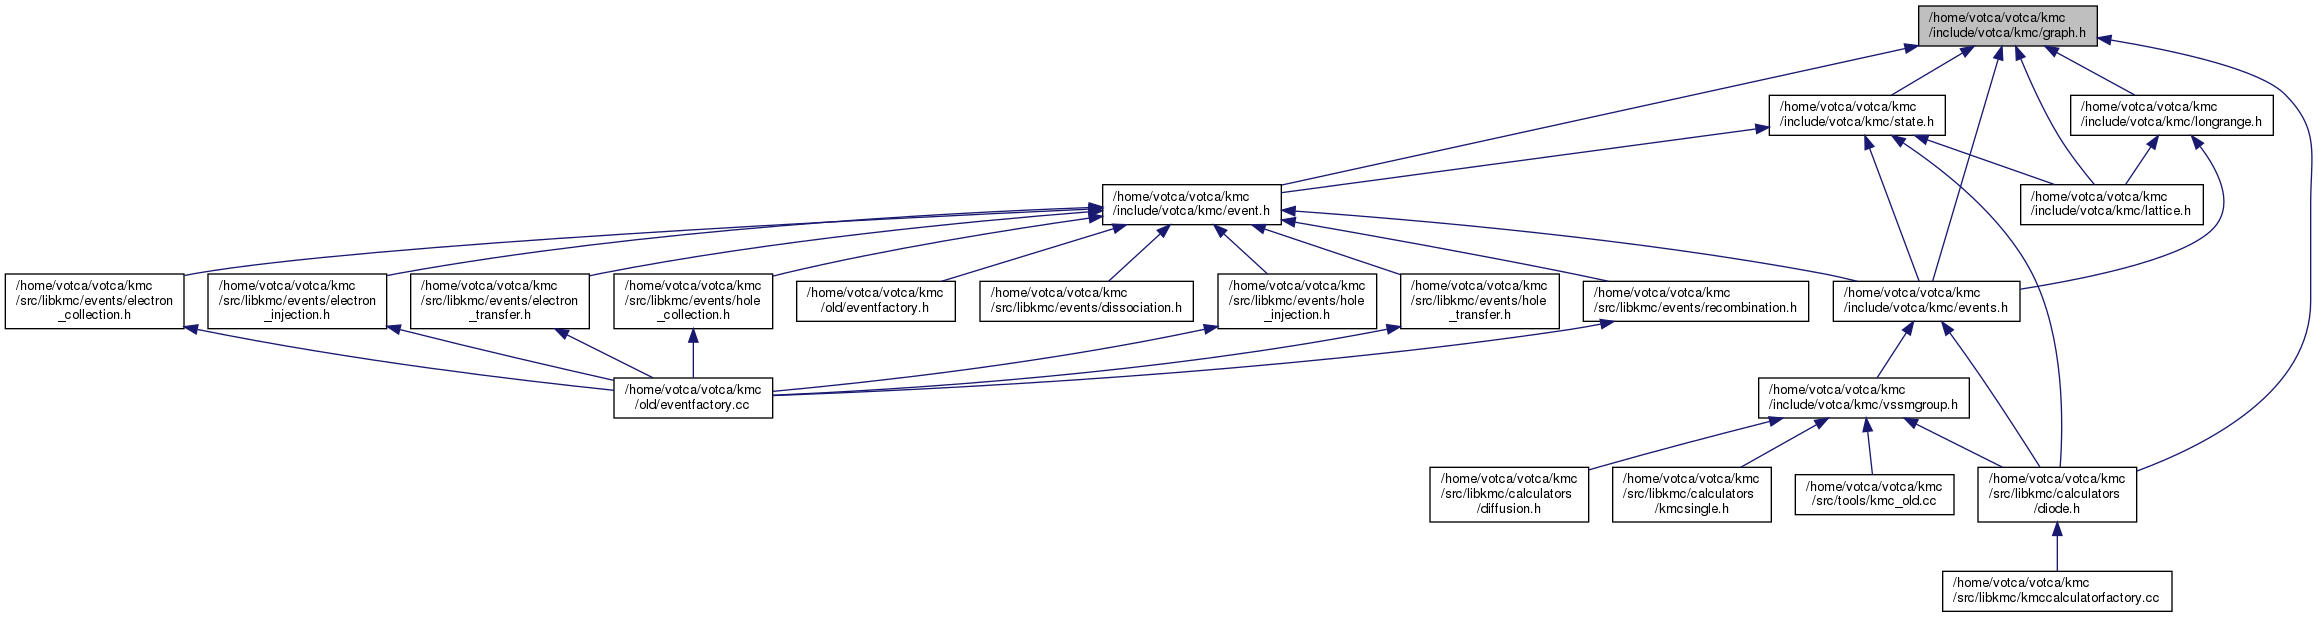 /home/votca/votca/kmc
/include/votca/kmc/graph.h
/home/votca/votca/kmc
/include/votca/kmc/state.h
/home/votca/votca/kmc
/include/votca/kmc/longrange.h
/home/votca/votca/kmc
/include/votca/kmc/event.h
/home/votca/votca/kmc
/include/votca/kmc/lattice.h
/home/votca/votca/kmc
/src/libkmc/events/electron
_collection.h
/home/votca/votca/kmc
/src/libkmc/events/electron
_injection.h
/home/votca/votca/kmc
/src/libkmc/events/electron
_transfer.h
/home/votca/votca/kmc
/src/libkmc/events/hole
_collection.h
/home/votca/votca/kmc
/old/eventfactory.h
/home/votca/votca/kmc
/src/libkmc/events/dissociation.h
/home/votca/votca/kmc
/src/libkmc/events/hole
_injection.h
/home/votca/votca/kmc
/src/libkmc/events/hole
_transfer.h
/home/votca/votca/kmc
/src/libkmc/events/recombination.h
/home/votca/votca/kmc
/include/votca/kmc/events.h
/home/votca/votca/kmc
/old/eventfactory.cc
/home/votca/votca/kmc
/include/votca/kmc/vssmgroup.h
/home/votca/votca/kmc
/src/libkmc/calculators
/diffusion.h
/home/votca/votca/kmc
/src/libkmc/calculators
/kmcsingle.h
/home/votca/votca/kmc
/src/tools/kmc_old.cc
/home/votca/votca/kmc
/src/libkmc/calculators
/diode.h
/home/votca/votca/kmc
/src/libkmc/kmccalculatorfactory.cc